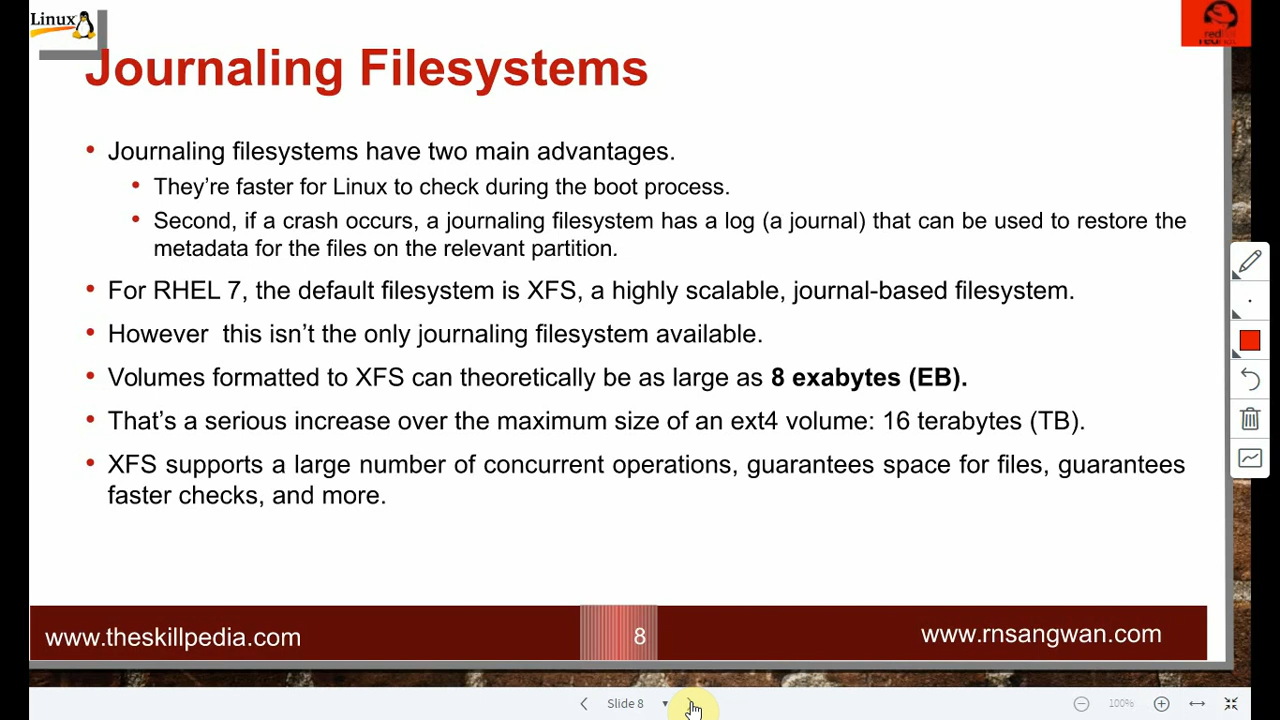 Linux
red
Journaling Filesystems
• Journaling filesystems have two main advantages.
• They’re faster for Linux to check during the boot process.
• Second, if a crash occurs, a journaling filesystem has a log (a journal) that can be used to restore the
metadata for the files on the relevant partition.
• For RHEL 7, the default filesystem is XFS, a highly scalable, journal-based filesystem.
• However this isn’t the only journaling filesystem available.
• Volumes formatted to XFS can theoretically be as large as 8 exabytes (EB).
• That’s a serious increase over the maximum size of an ext4 volume: 16 terabytes (TB).
• XFS supports a large number of concurrent operations, guarantees space for files, guarantees
faster checks, and more.
www.theskillpedia.com
8
www.rnsangwan.com
Slide 8
100%